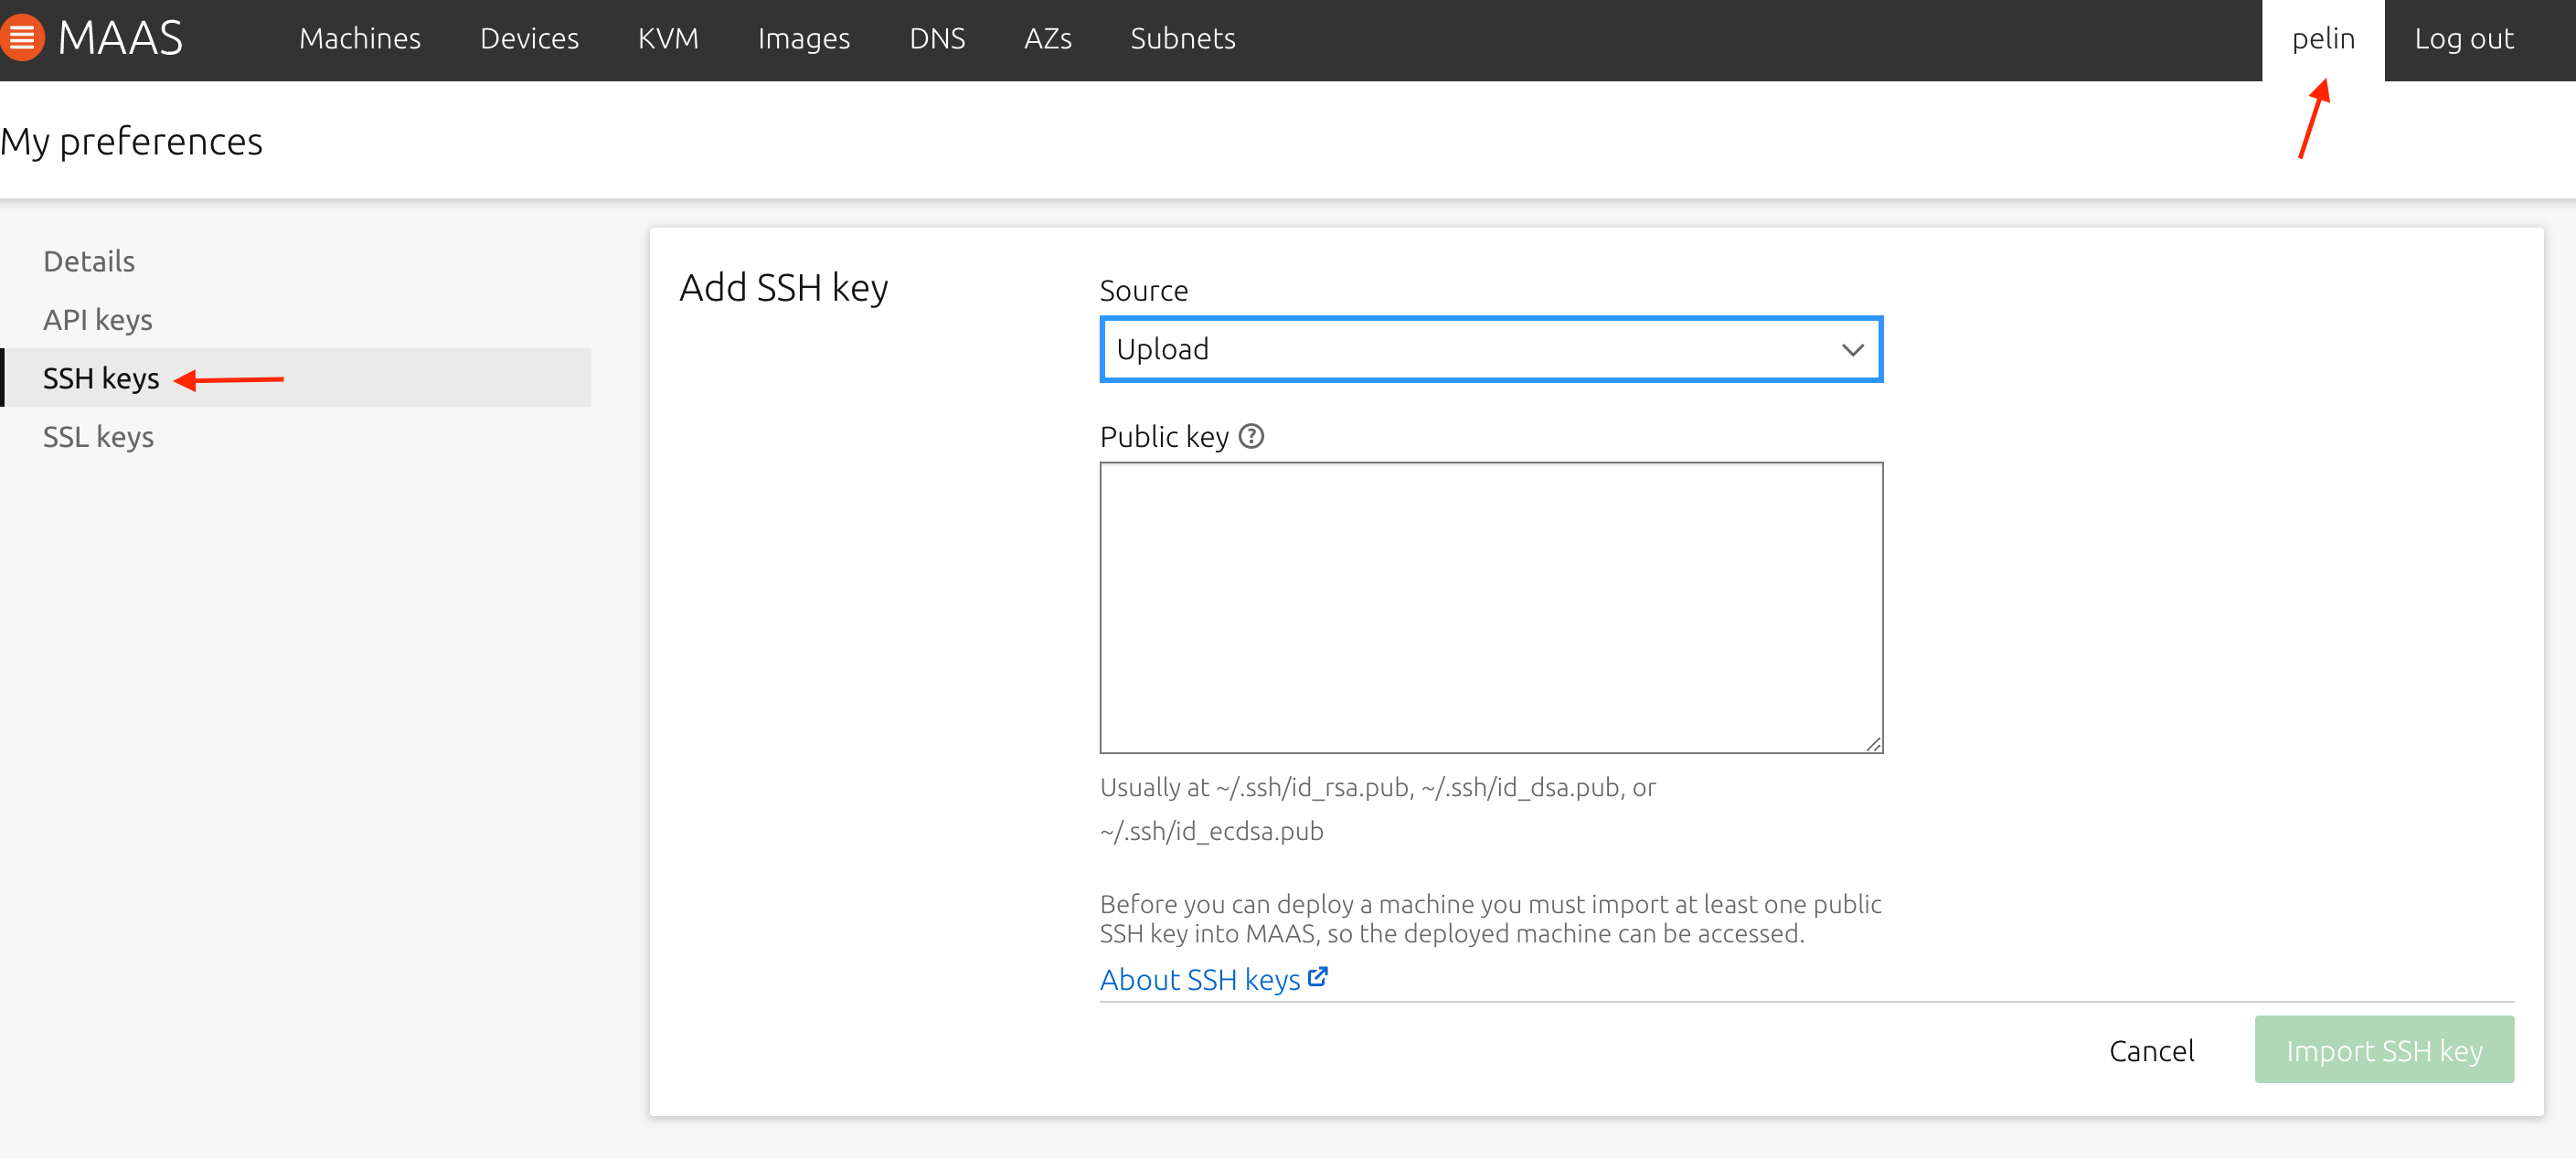 MAAS Machines Devices KVM Images DNS AZs Subnets pelin Log out
My preferences
Details
API keys
SSH keys
SSL keys
Add SSH key
Source
Upload
Public key
Usually at ~/.ssh/id_rsa.pub, ~/.ssh/id_dsa.pub, or
~/.ssh/id_ecdsa.pub
Before you can deploy a machine you must import at least one public
SSH key into MAAS, so the deployed machine can be accessed.
About SSH keys
Cancel Import SSH key